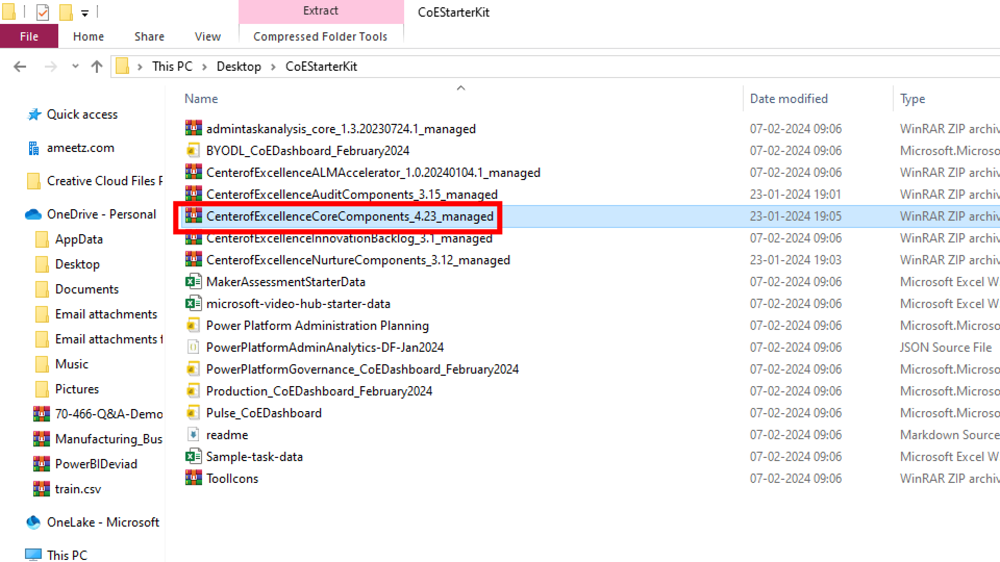 Extract
CoEStarterKit
File Home Share View Compressed Folder Tools
This PC Desktop CoEStarterKit
Name Date modified Type
Quick access
ameetz.com
Creative Cloud Files F
OneDrive - Personal
AppData
Desktop
Documents
Email attachments
Email attachments f
Music
Pictures
70-466-Q&A-Demo
Manufacturing_Bus
PowerBIDeviad
train.csv
OneLake - Microsoft
This PC
admintaskanalysis_core_1.3.20230724.1_managed 07-02-2024 09:06 WinRAR ZIP archiv
BYODL_CoEDashboard_February2024 07-02-2024 09:06 Microsoft.Microso
CenterofExcellenceALMAccelerator_1.0.20240104.1_managed 07-02-2024 09:06 WinRAR ZIP archiv
CenterofExcellenceAuditComponents_3.15_managed 23-01-2024 19:01 WinRAR ZIP archiv
CenterofExcellenceCoreComponents_4.23_managed 23-01-2024 19:05 WinRAR ZIP archiv
CenterofExcellenceInnovationBacklog_3.1_managed 07-02-2024 09:06 WinRAR ZIP archiv
CenterofExcellenceNurtureComponents_3.12_managed 23-01-2024 19:03 WinRAR ZIP archiv
MakerAssessmentStarterData 07-02-2024 09:06 Microsoft Excel W
microsoft-video-hub-starter-data 07-02-2024 09:06 Microsoft Excel W
Power Platform Administration Planning 07-02-2024 09:06 Microsoft.Microso
PowerPlatformAdminAnalytics-DF-Jan2024 07-02-2024 09:06 JSON Source File
PowerPlatformGovernance_CoEDashboard_February2024 07-02-2024 09:06 Microsoft.Microso
Production_CoEDashboard_February2024 07-02-2024 09:06 Microsoft.Microso
Pulse_CoEDashboard 07-02-2024 09:06 Microsoft.Microso
readme 07-02-2024 09:06 Markdown Source
Sample-task-data 07-02-2024 09:06 Microsoft Excel W
ToolIcons 07-02-2024 09:06 WinRAR ZIP archiv